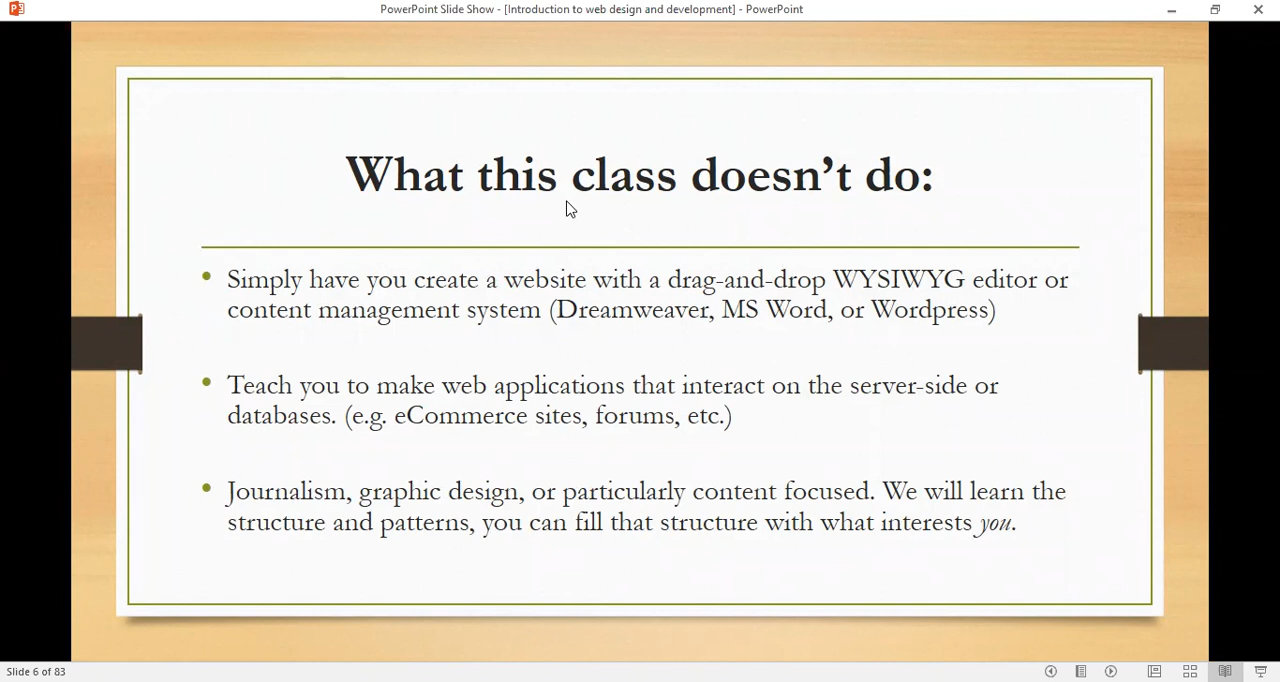 PowerPoint Slide Show - [Introduction to web design and development] - PowerPoint
What this class doesn’t do:
• Simply have you create a website with a drag-and-drop WYSIWYG editor or
content management system (Dreamweaver, MS Word, or Wordpress)
• Teach you to make web applications that interact on the server-side or
databases. (e.g. eCommerce sites, forums, etc.)
• Journalism, graphic design, or particularly content focused. We will learn the
structure and patterns, you can fill that structure with what interests you.
Slide 6 of 83